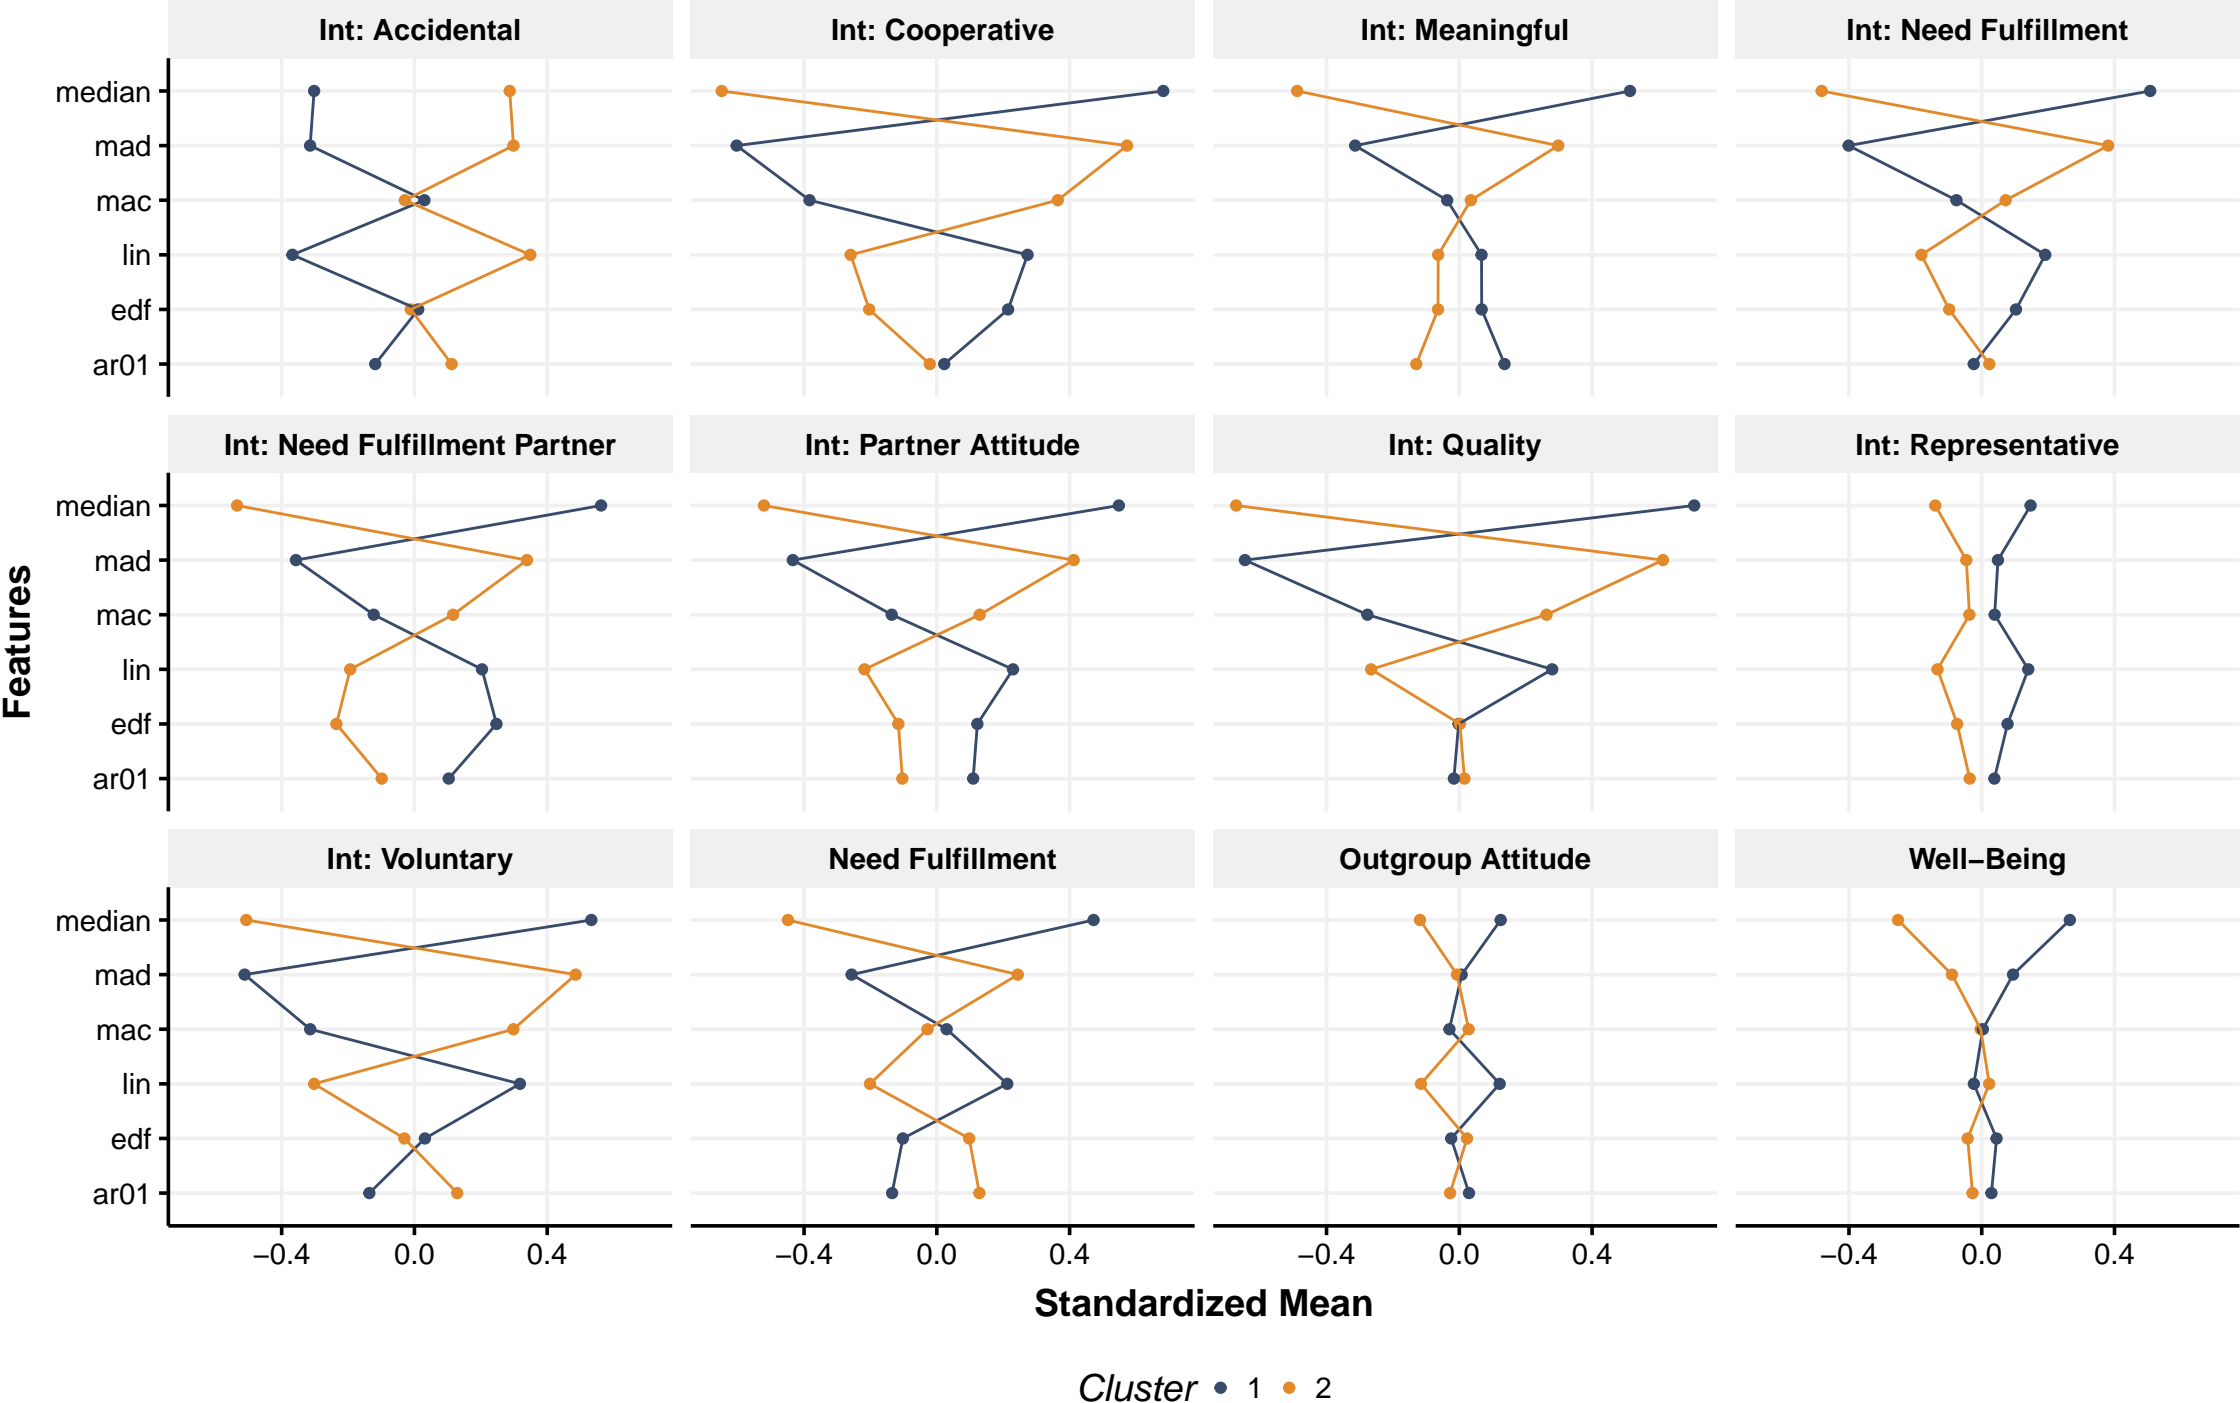 Int: Accidental
Int: Cooperative
Int: Meaningful
Int: Need Fulfillment
median
mad
mac
lin
edf
ar01
Int: Need Fulfillment Partner
Int: Partner Attitude
Int: Quality
Int: Representative
median
mad
mac
lin
edf
ar01
Features
Int: Voluntary
Need Fulfillment
Outgroup Attitude
Well−Being
median
mad
mac
lin
edf
ar01
−0.4 0.0 0.4
−0.4 0.0 0.4
−0.4 0.0 0.4
−0.4 0.0 0.4
Standardized Mean
Cluster 1 2